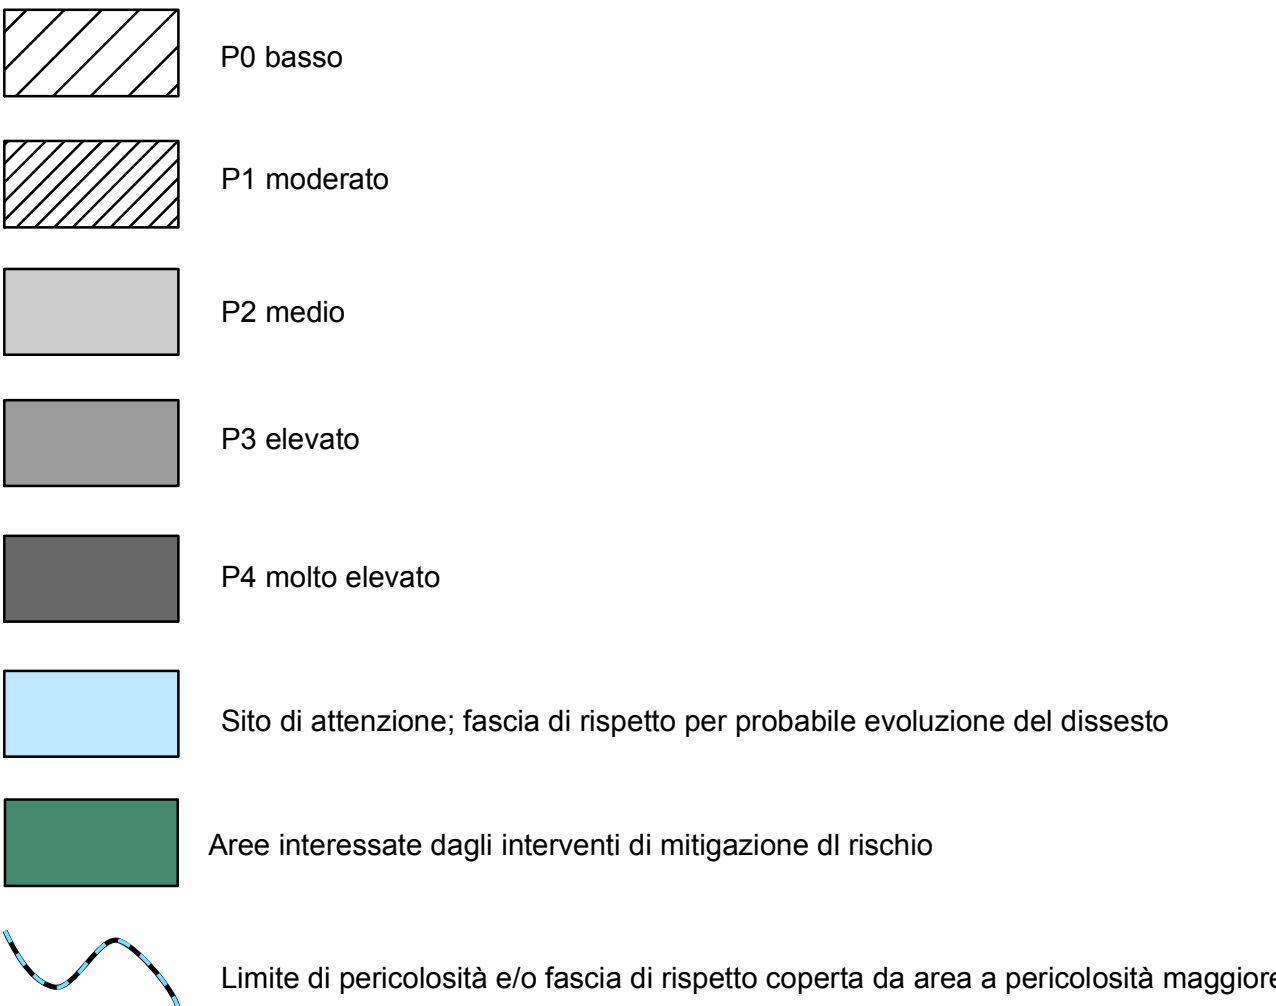 P0 basso
P1 moderato
P2 medio
P3 elevato
P4 molto elevato
Sito di attenzione; fascia di rispetto per probabile evoluzione del dissesto
Aree interessate dagli interventi di mitigazione dl rischio
Limite di pericolosità e/o fascia di rispetto coperta da area a pericolosità maggiore